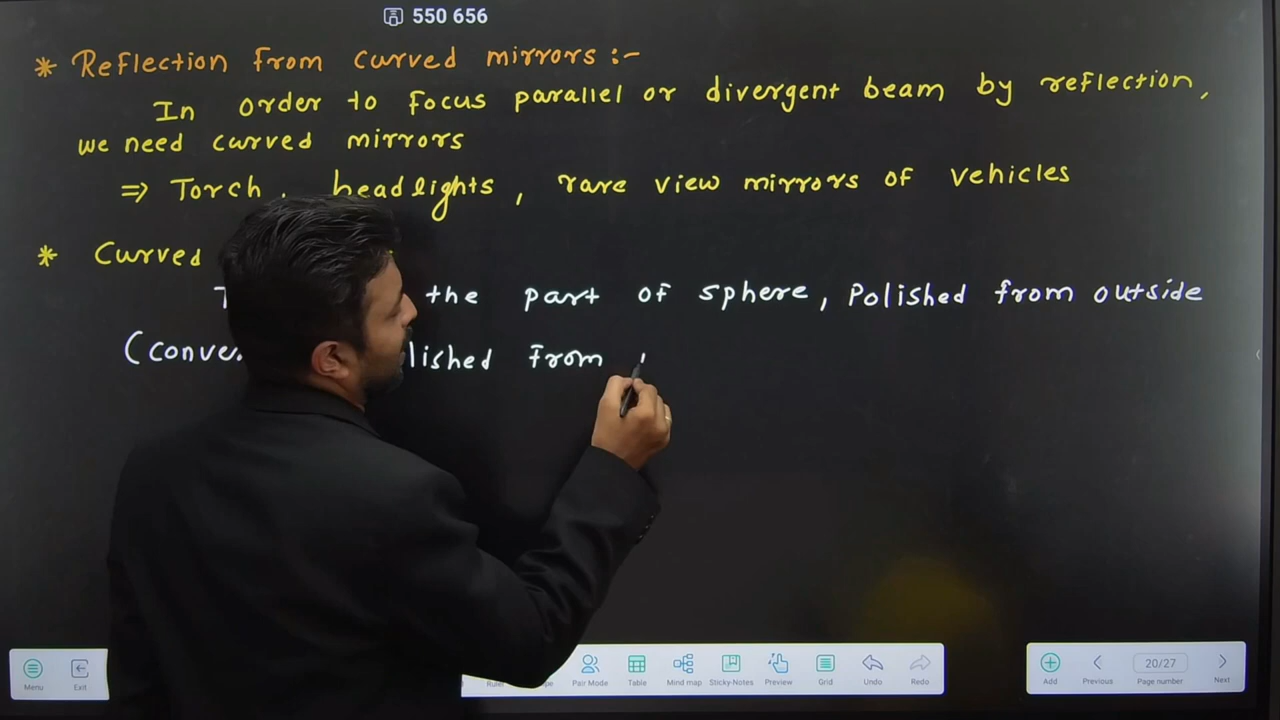 550 656
* Reflection from curved mirrors :-
In order to focus parallel or divergent beam by reflection,
we need curved mirrors
⇒ Torch, headlights, rare view mirrors of vehicles
* Curved
the part of sphere, Polished from outside
from
Menu Exit Pair Mode Table Mind map Sticky-Notes Preview Grid Undo Redo Add Previous 20/27 Page number Next